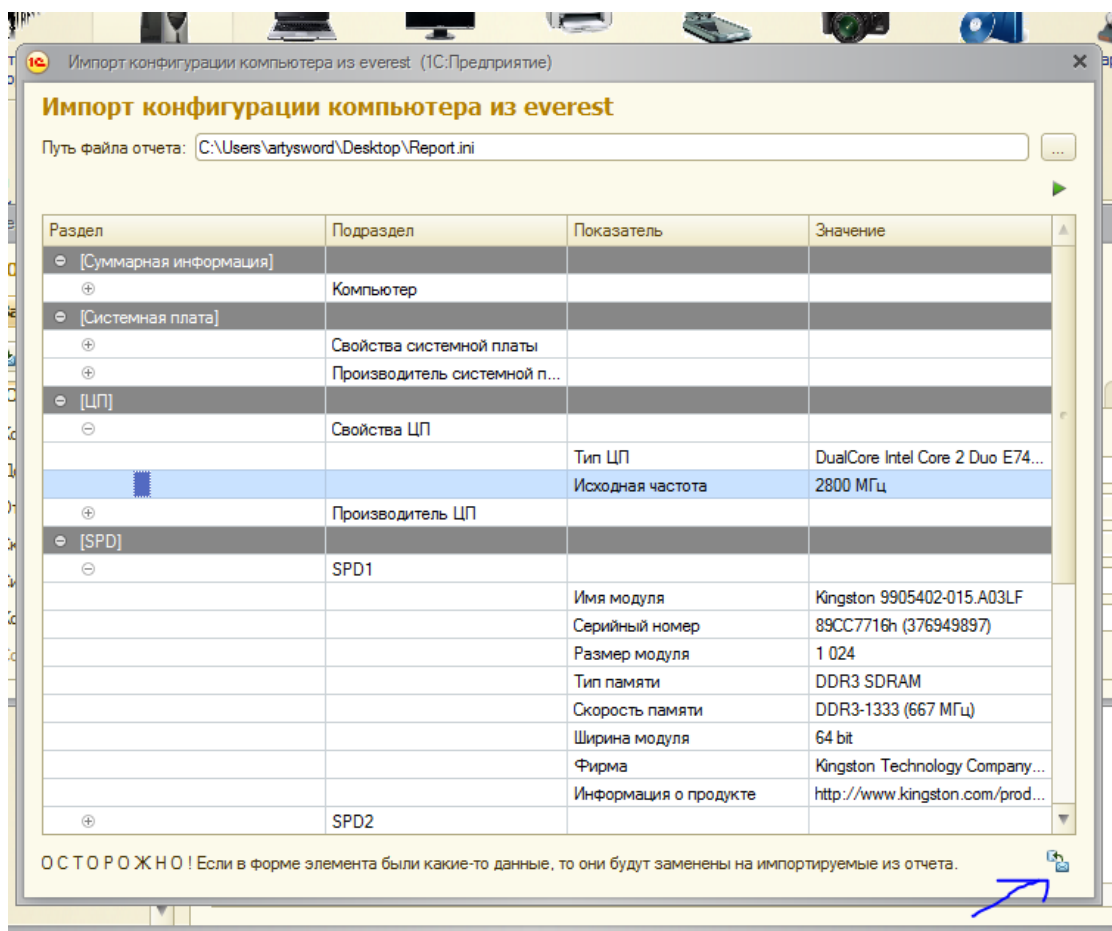 Импорт конфигурации компьютера из everest (1С:Предприятие)
Импорт конфигурации компьютера из everest
Путь файла отчета: C:\Users\artysword\Desktop\Report.ini ...
Раздел Подраздел Показатель Значение
[Суммарная информация]
Компьютер
[Системная плата]
Свойства системной платы
Производитель системной п...
[ЦП]
Свойства ЦП
Тип ЦП DualCore Intel Core 2 Duo E74...
Исходная частота 2800 МГц
Производитель ЦП
[SPD]
SPD1
Имя модуля Kingston 9905402-015.A03LF
Серийный номер 89CC7716h (376949897)
Размер модуля 1 024
Тип памяти DDR3 SDRAM
Скорость памяти DDR3-1333 (667 МГц)
Ширина модуля 64 bit
Фирма Kingston Technology Company...
Информация о продукте http://www.kingston.com/prod...
SPD2
О С Т О Р О Ж Н О ! Если в форме элемента были какие-то данные, то они будут заменены на импортируемые из отчета.